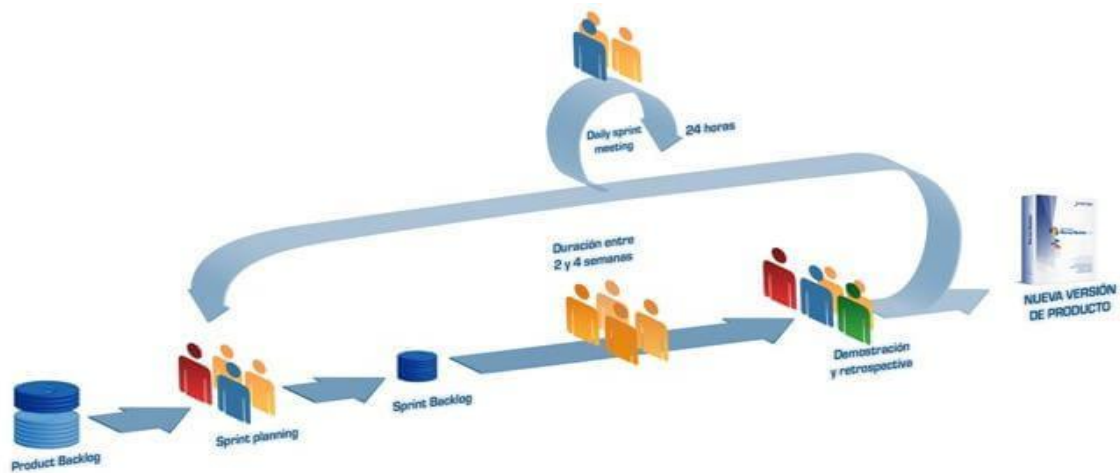 Daily sprint
meeting
24 horas
Duración entre
2 y 4 semanas
NUEVA VERSIÓN
DE PRODUCTO
Demostración
y retrospectiva
Sprint Backlog
Sprint planning
Product Backlog